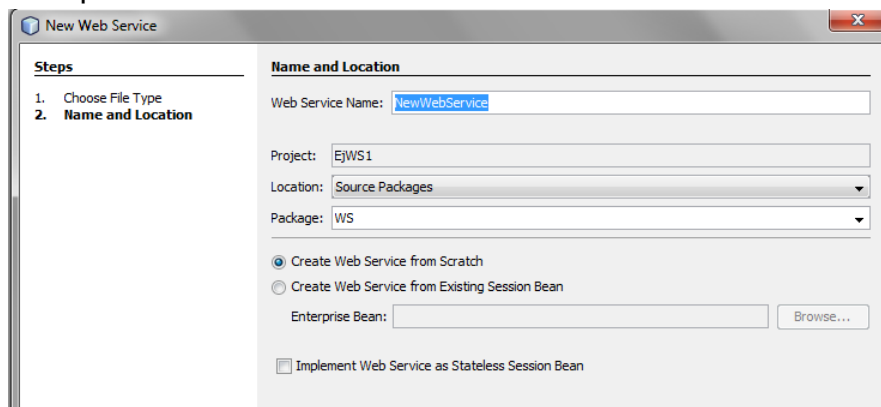 New Web Service
X
Steps
1. Choose File Type
2. Name and Location
Name and Location
Web Service Name: NewWebService
Project: EjWS1
Location: Source Packages
Package: WS
Create Web Service from Scratch
Create Web Service from Existing Session Bean
Enterprise Bean: Browse...
Implement Web Service as Stateless Session Bean